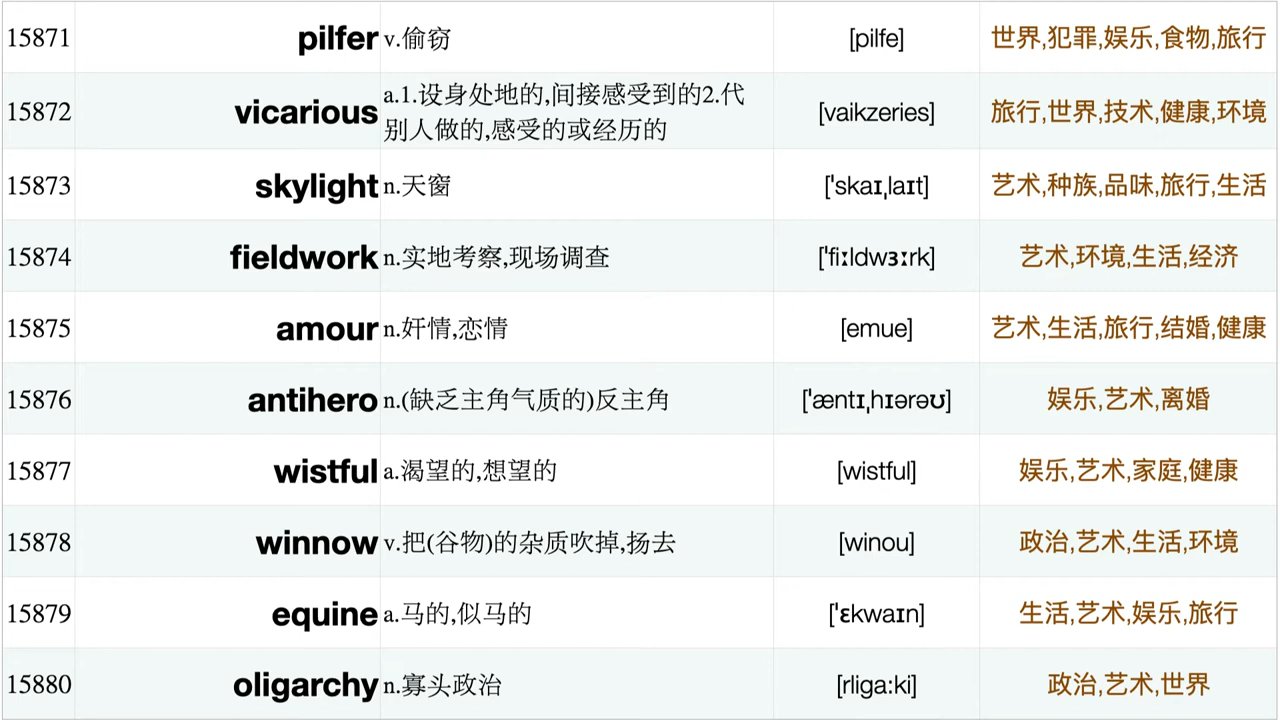 15871 pilfer v.偷窃 [pilfe] 世界,犯罪,娱乐,食物,旅行
15872 vicarious a.1.设身处地的,间接感受到的2.代别人做的,感受的或经历的 [vaikzeries] 旅行,世界,技术,健康,环境
15873 skylight n.天窗 [ˈskaɪˌlaɪt] 艺术,种族,品味,旅行,生活
15874 fieldwork n.实地考察,现场调查 [ˈfiːldwɜːrk] 艺术,环境,生活,经济
15875 amour n.奸情,恋情 [emue] 艺术,生活,旅行,结婚,健康
15876 antihero n.(缺乏主角气质的)反主角 [ˈæntɪˌhɪərəʊ] 娱乐,艺术,离婚
15877 wistful a.渴望的,想望的 [wistful] 娱乐,艺术,家庭,健康
15878 winnow v.把(谷物)的杂质吹掉,扬去 [winou] 政治,艺术,生活,环境
15879 equine a.马的,似马的 [ˈɛkwaɪn] 生活,艺术,娱乐,旅行
15880 oligarchy n.寡头政治 [rliga:ki] 政治,艺术,世界